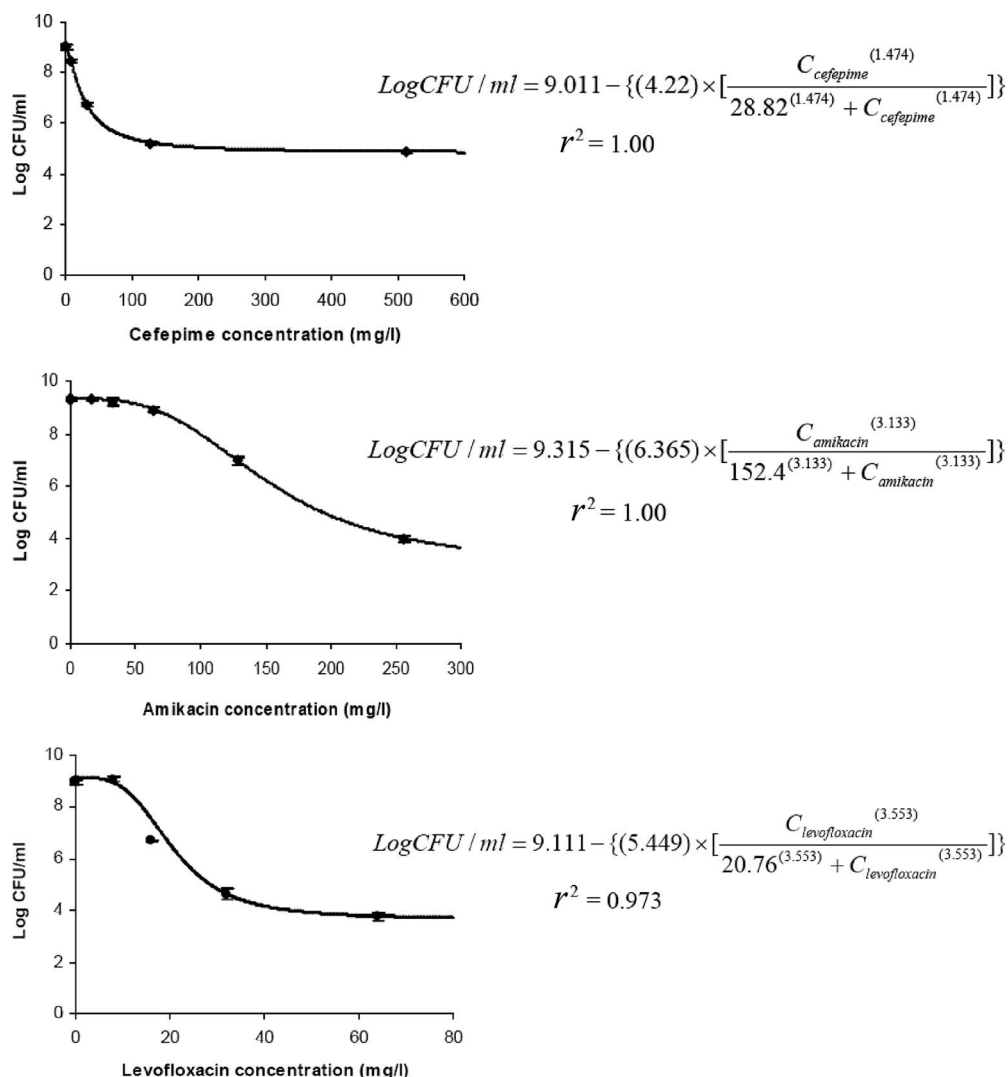 10
8
6
4
2
0
Log CFU/ml
0 100 200 300 400 500 600
Cefepime concentration (mg/l)
LogCFU / ml = 9.011 − {(4.22) × [C_cefepime^(1.474) / 28.82^(1.474) + C_cefepime^(1.474)]}
r² = 1.00
10
8
6
4
2
0
Log CFU/ml
0 50 100 150 200 250 300
Amikacin concentration (mg/l)
LogCFU / ml = 9.315 − {(6.365) × [C_amikacin^(3.133) / 152.4^(3.133) + C_amikacin^(3.133)]}
r² = 1.00
10
8
6
4
2
0
Log CFU/ml
0 20 40 60 80
Levofloxacin concentration (mg/l)
LogCFU / ml = 9.111 − {(5.449) × [C_levofloxacin^(3.553) / 20.76^(3.553) + C_levofloxacin^(3.553)]}
r² = 0.973